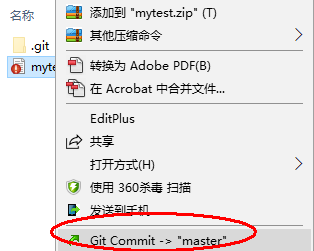 名称
.git
myte
添加到 "mytest.zip" (T)
其他压缩命令
转换为 Adobe PDF(B)
在 Acrobat 中合并文件...
EditPlus
共享
打开方式(H)
使用 360杀毒 扫描
发送到手机
Git Commit -> "master"